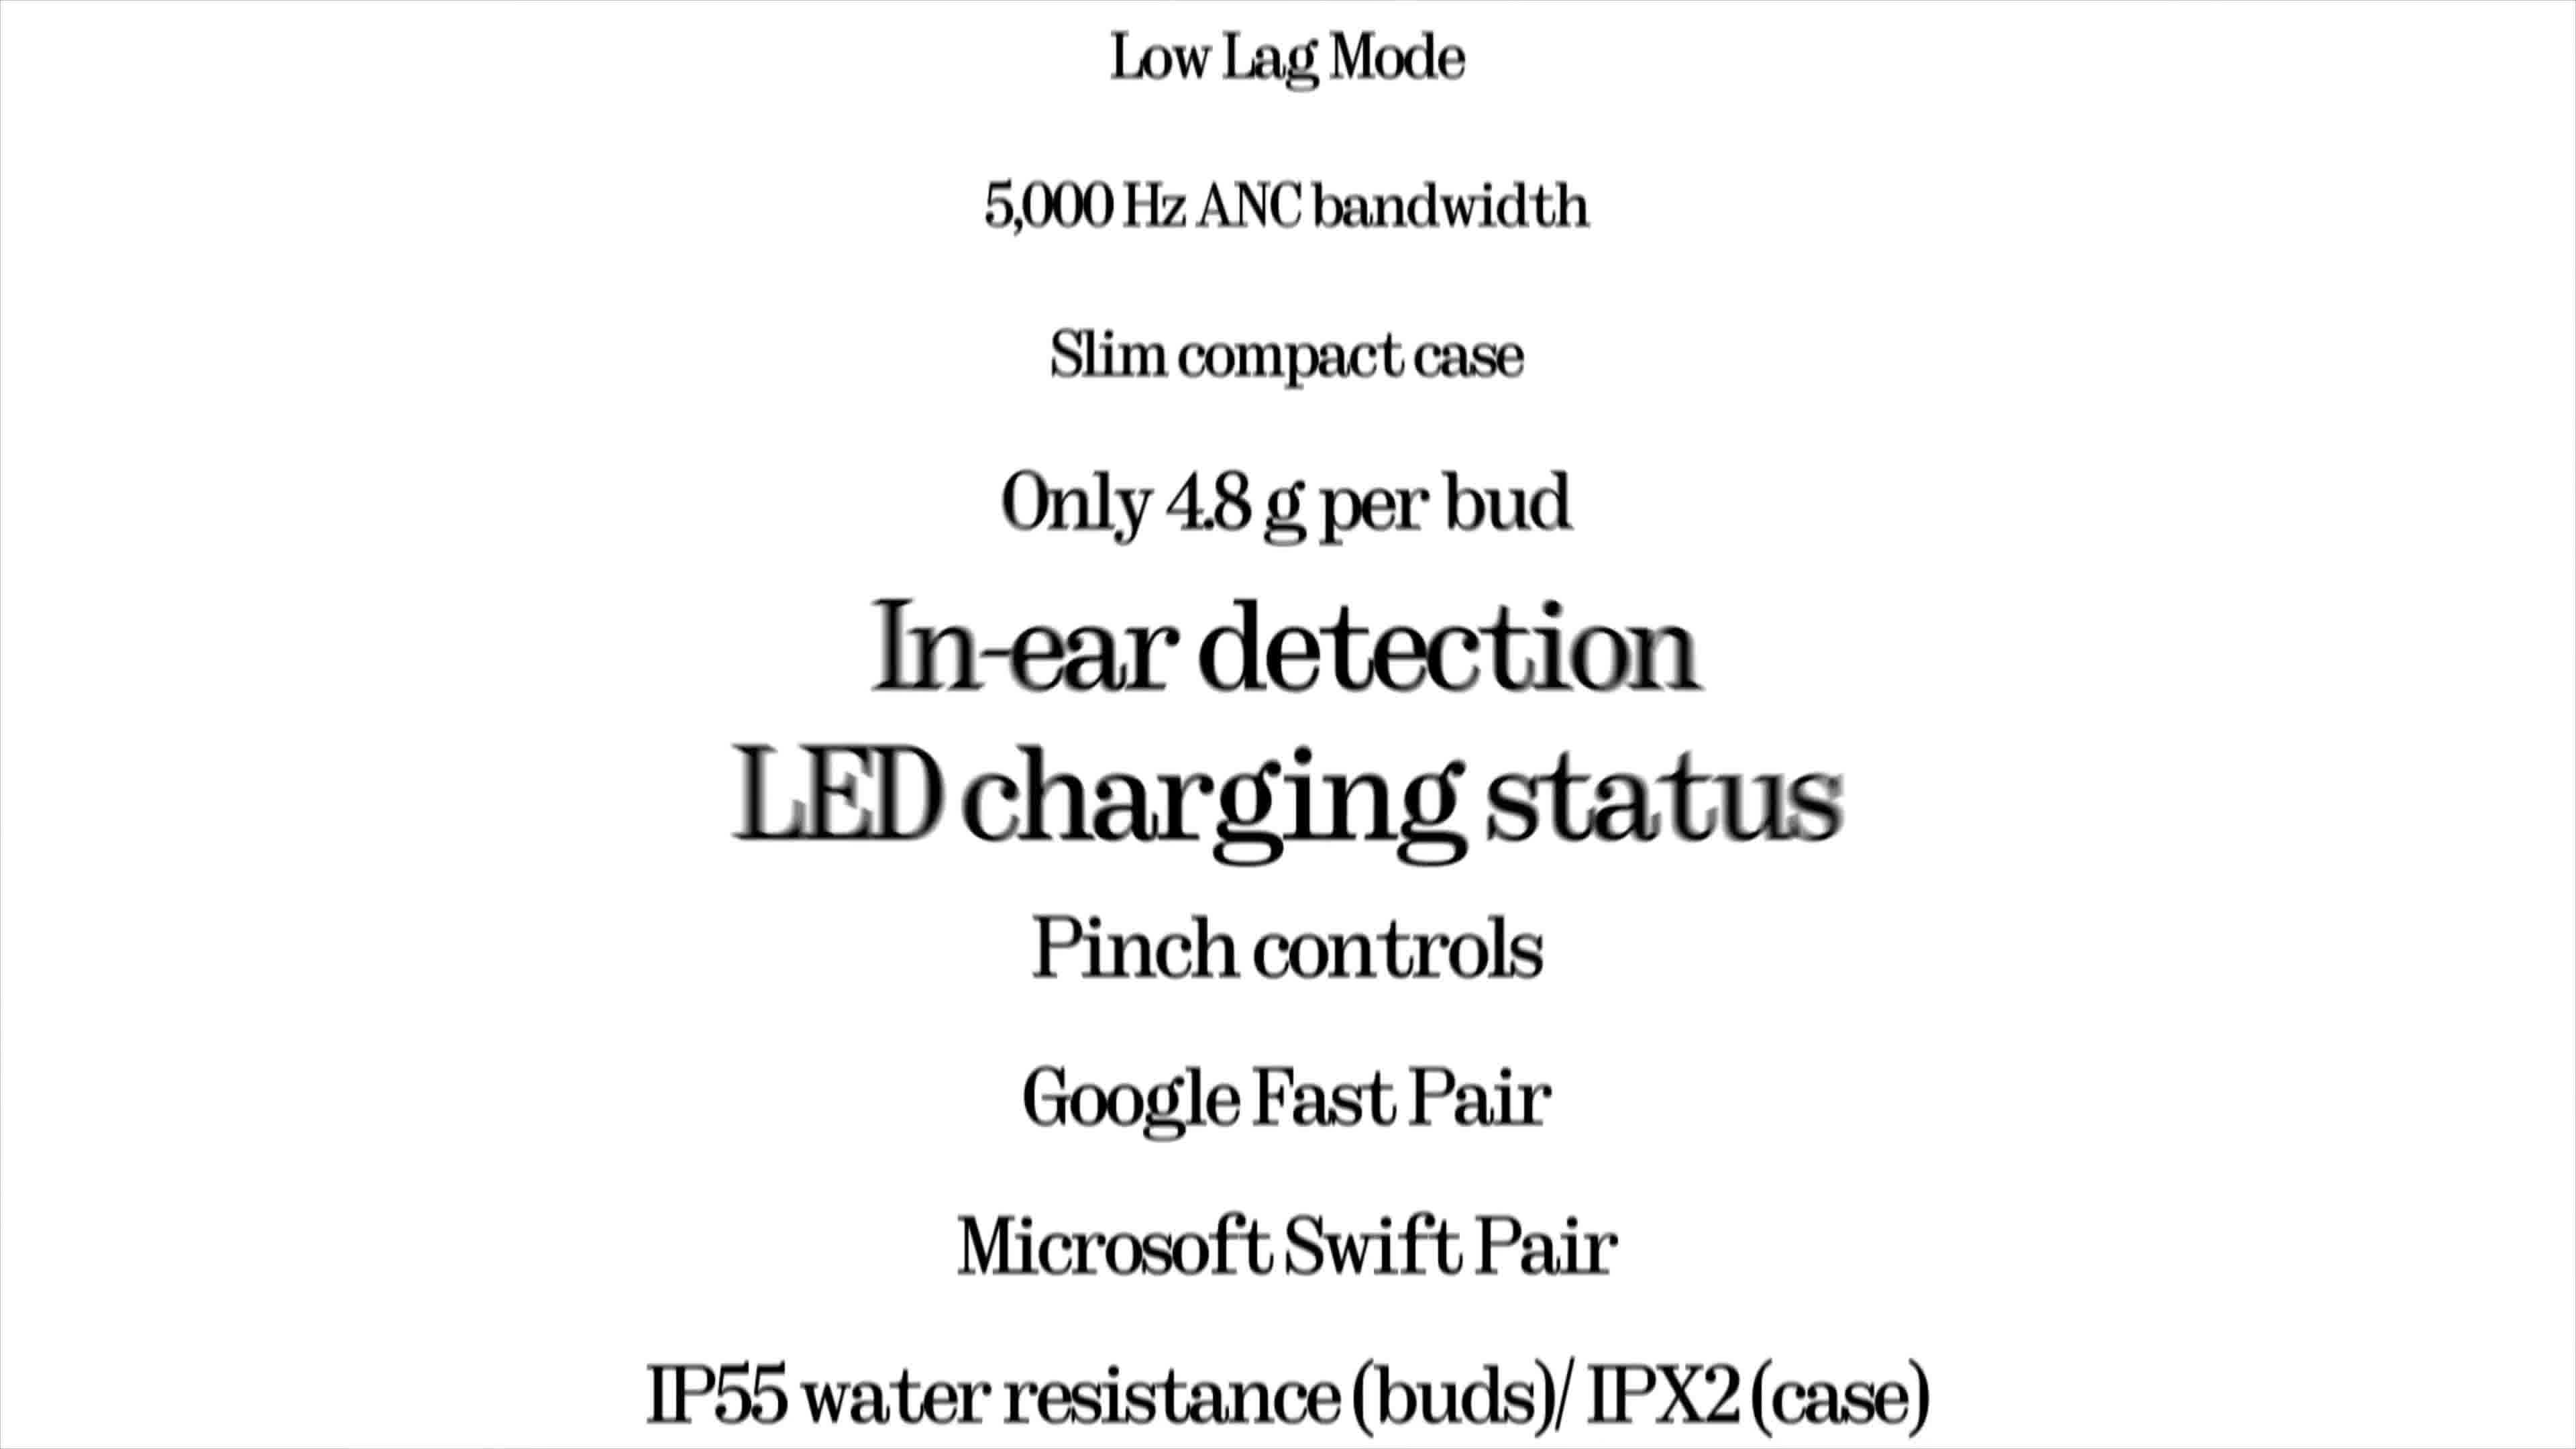 Low Lag Mode
5,000 Hz ANC bandwidth
Slim compact case
Only 4.8 g per bud
In-ear detection
LED charging status
Pinch controls
Google Fast Pair
Microsoft Swift Pair
IP55 water resistance (buds)/ IPX2 (case)